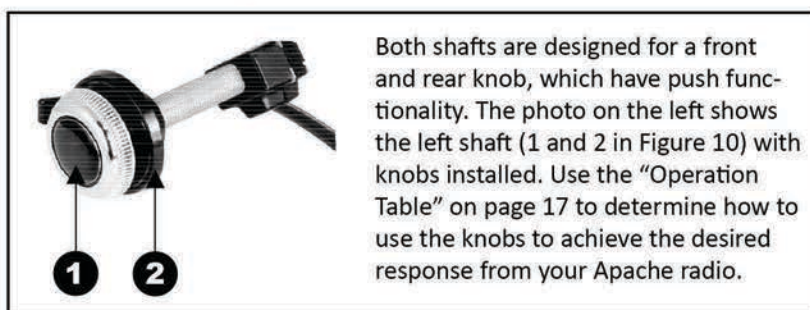 Both shafts are designed for a front
and rear knob, which have push func-
tionality. The photo on the left shows
the left shaft (1 and 2 in Figure 10) with
knobs installed. Use the “Operation
Table” on page 17 to determine how to
use the knobs to achieve the desired
response from your Apache radio.
1 2